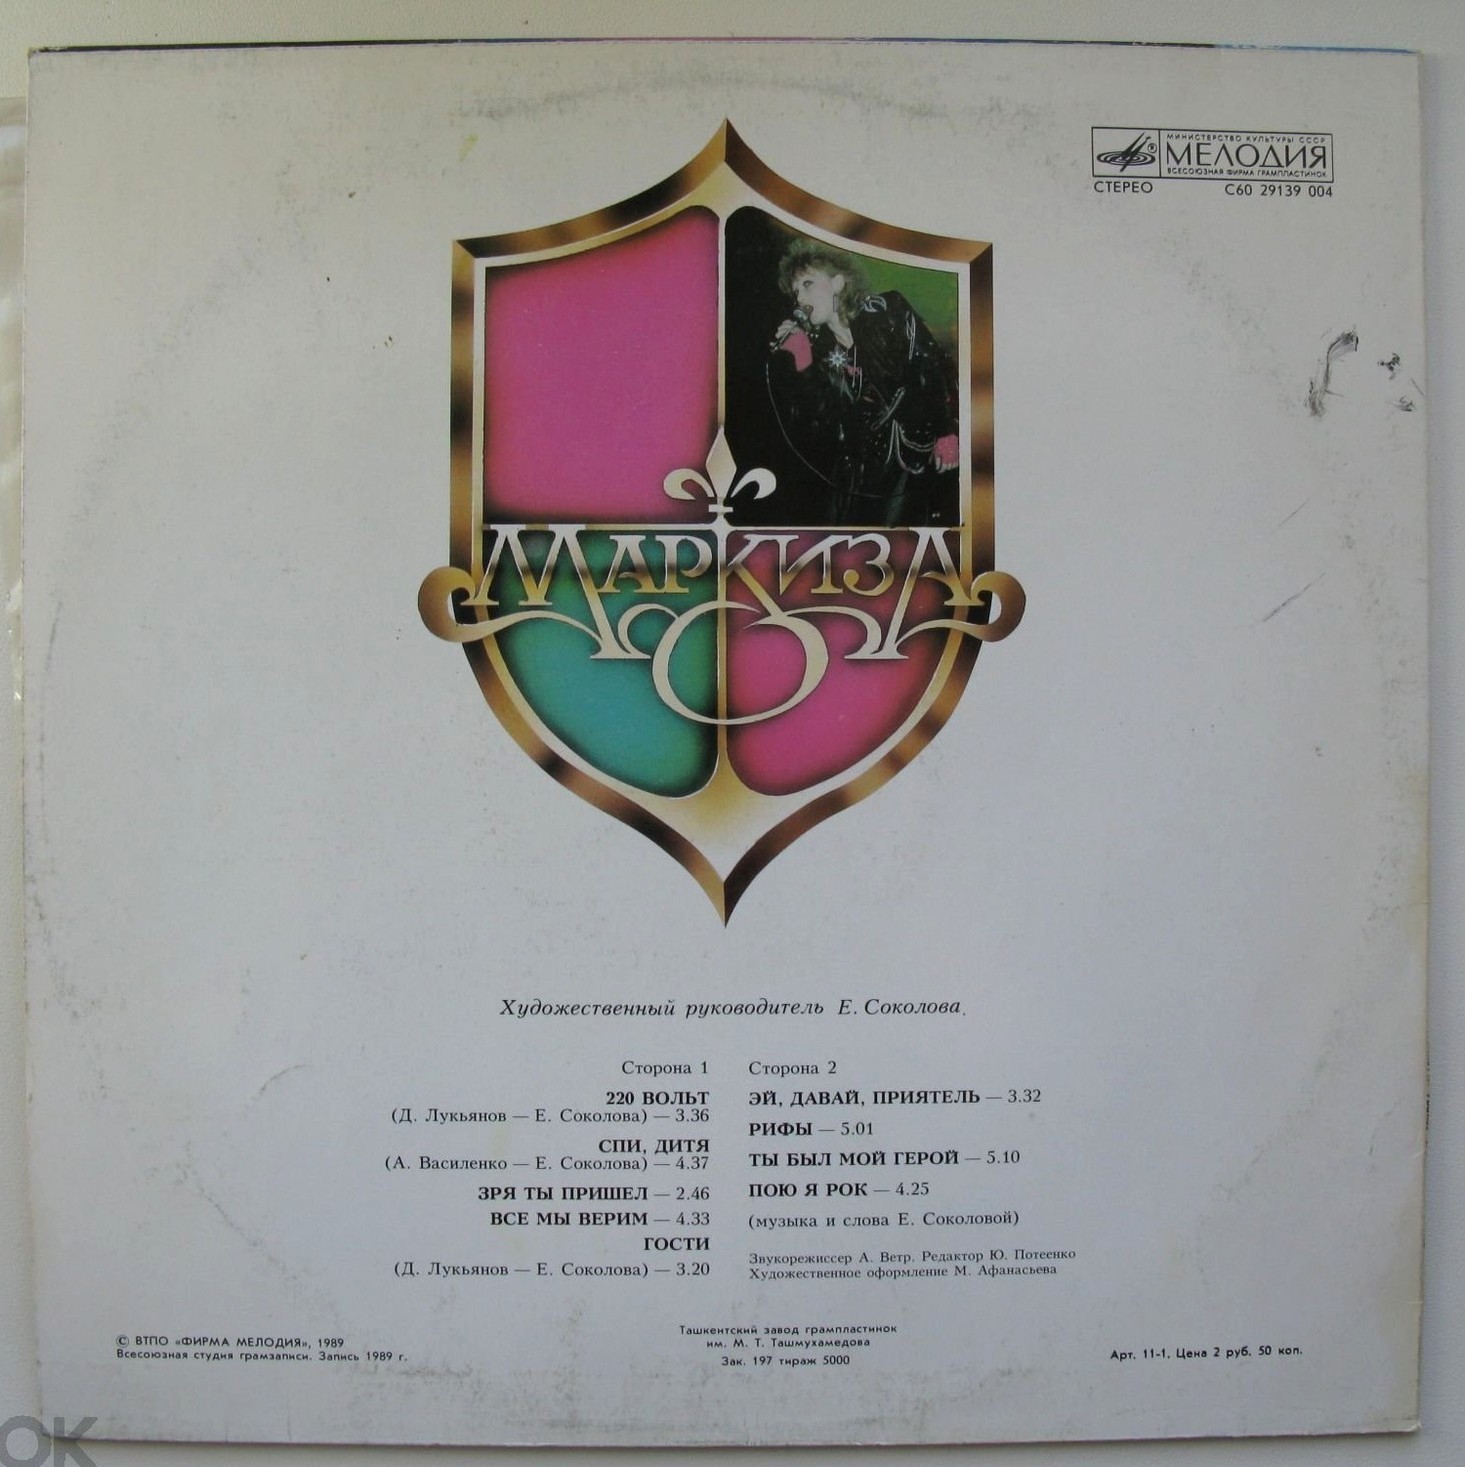 МИНИСТЕРСТВО КУЛЬТУРЫ СССР
МЕЛОДИЯ
ВСЕСОЮЗНАЯ ФИРМА ГРАМПЛАСТИНОК
СТЕРЕО С60 29139 004
МАРКИЗА
Художественный руководитель Е. Соколова.
Сторона 1
220 ВОЛЬТ
(Д. Лукьянов — Е. Соколова) — 3.36
СПИ, ДИТЯ
(А. Василенко — Е. Соколова) — 4.37
ЗРЯ ТЫ ПРИШЕЛ — 2.46
ВСЕ МЫ ВЕРИМ — 4.33
ГОСТИ
(Д. Лукьянов — Е. Соколова) — 3.20
Сторона 2
ЭЙ, ДАВАЙ, ПРИЯТЕЛЬ — 3.32
РИФЫ — 5.01
ТЫ БЫЛ МОЙ ГЕРОЙ — 5.10
ПОЮ Я РОК — 4.25
(музыка и слова Е. Соколовой)
Звукорежиссер А. Ветр. Редактор Ю. Потеенко
Художественное оформление М. Афанасьева
© ВТПО «ФИРМА МЕЛОДИЯ», 1989
Всесоюзная студия грамзаписи. Запись 1989 г.
Ташкентский завод грампластинок
им. М. Т. Ташмухамедова
Зак. 197 тираж 5000
Арт. 11-1. Цена 2 руб. 50 коп.
ОК